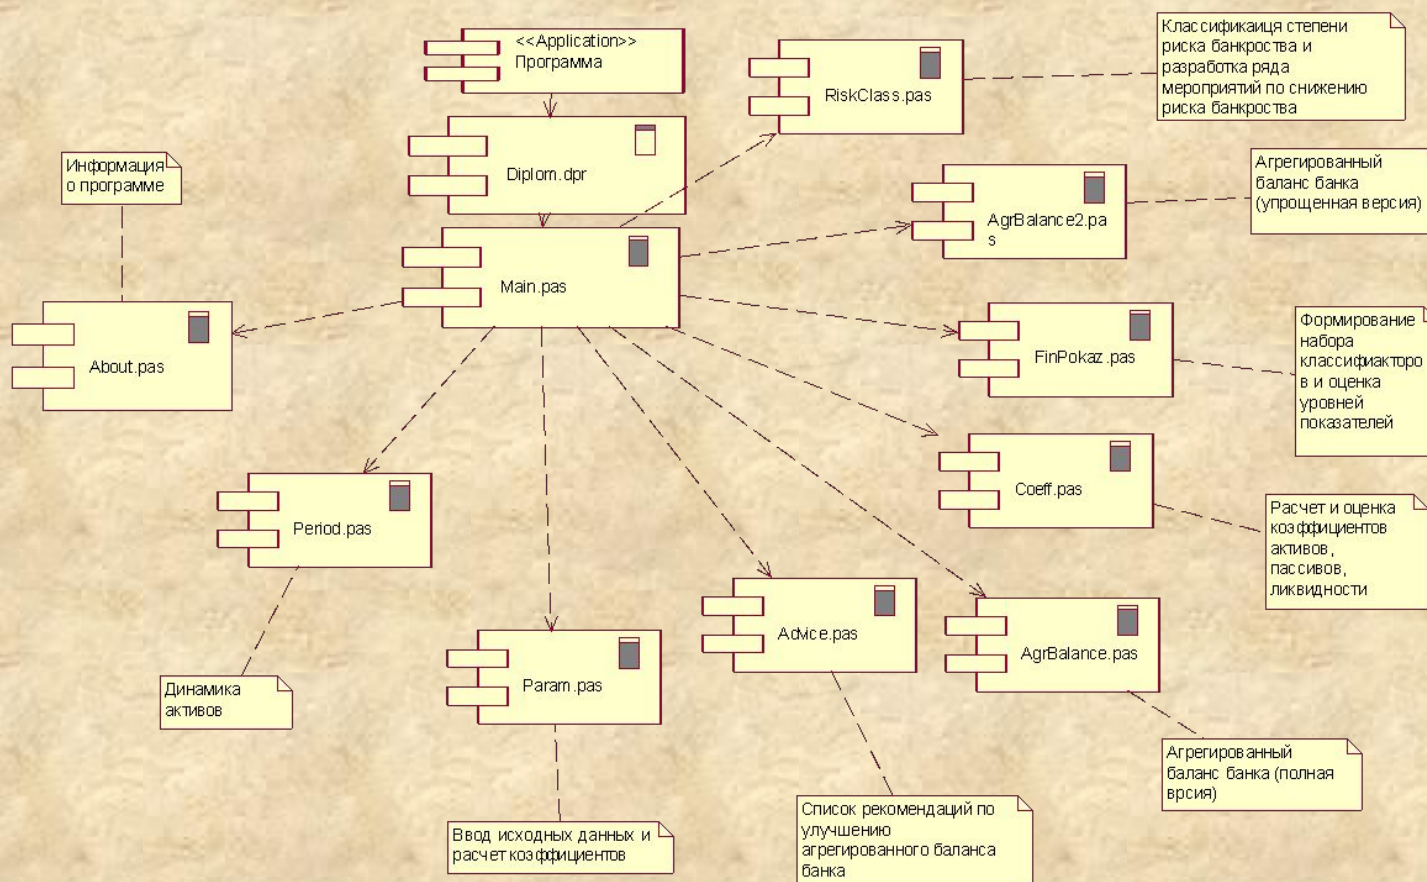 <<Application>>
Программа
Diplom.dpr
Main.pas
RiskClass.pas
Классификаиця степени
риска банкроства и
разработка ряда
мероприятий по снижению
риска банкроства
Информация
о программе
About.pas
AgrBalance2.pa
s
Агрегированный
баланс банка
(упрощенная версия)
FinPokaz.pas
Формирование
набора
классифиакторо
в и оценка
уровней
показателей
Coeff.pas
Расчет и оценка
коэффициентов
активов,
пассивов,
ликвидности
Period.pas
Динамика
активов
Param.pas
Ввод исходных данных и
расчет коэффициентов
Advice.pas
Список рекомендаций по
улучшению
агрегированного баланса
банка
AgrBalance.pas
Агрегированный
баланс банка (полная
врсия)